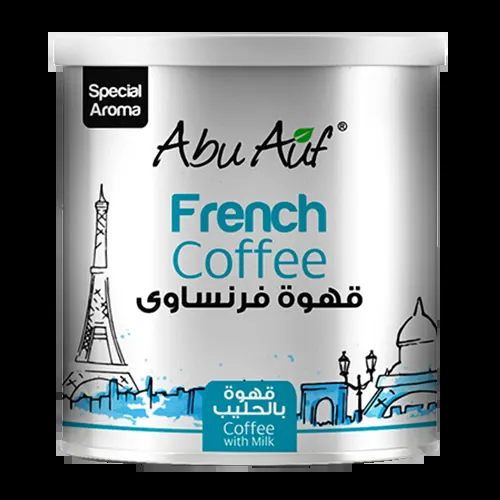 Special
Aroma
Abu Auf®
French
Coffee
قهوة فرنساوى
قهوة
بالحليب
Coffee
with Milk